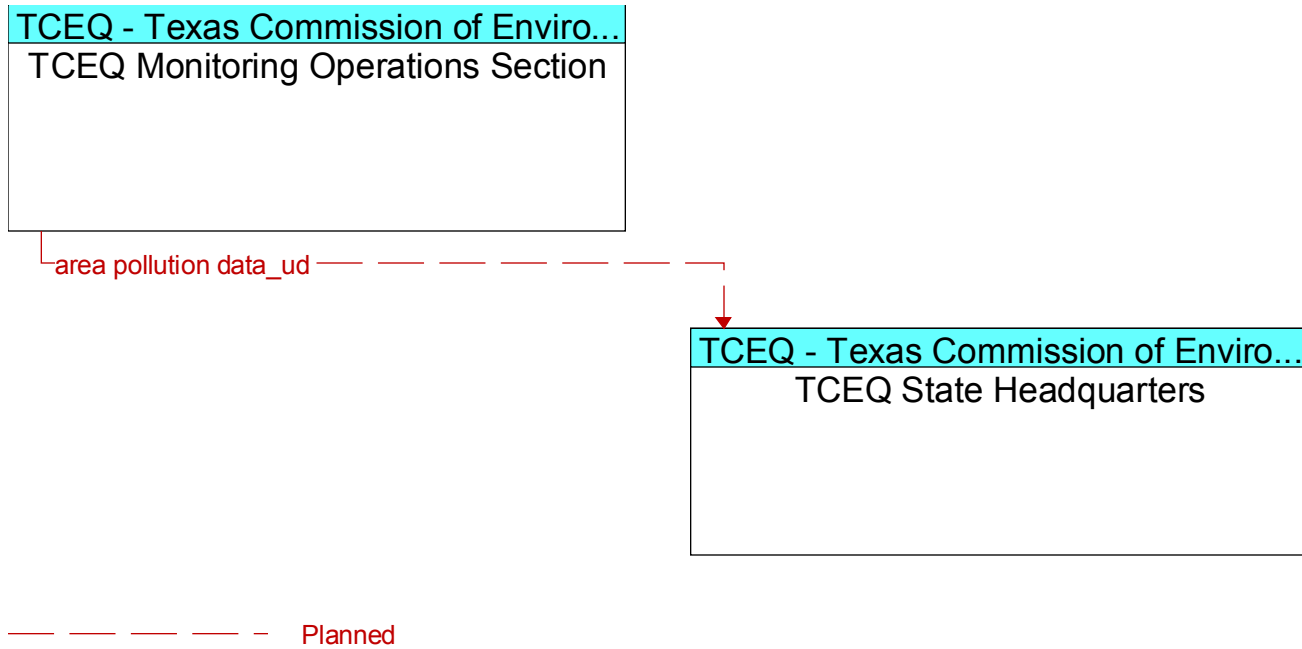 TCEQ - Texas Commission of Enviro...
TCEQ Monitoring Operations Section
area pollution data_ud
TCEQ - Texas Commission of Enviro...
TCEQ State Headquarters
Planned